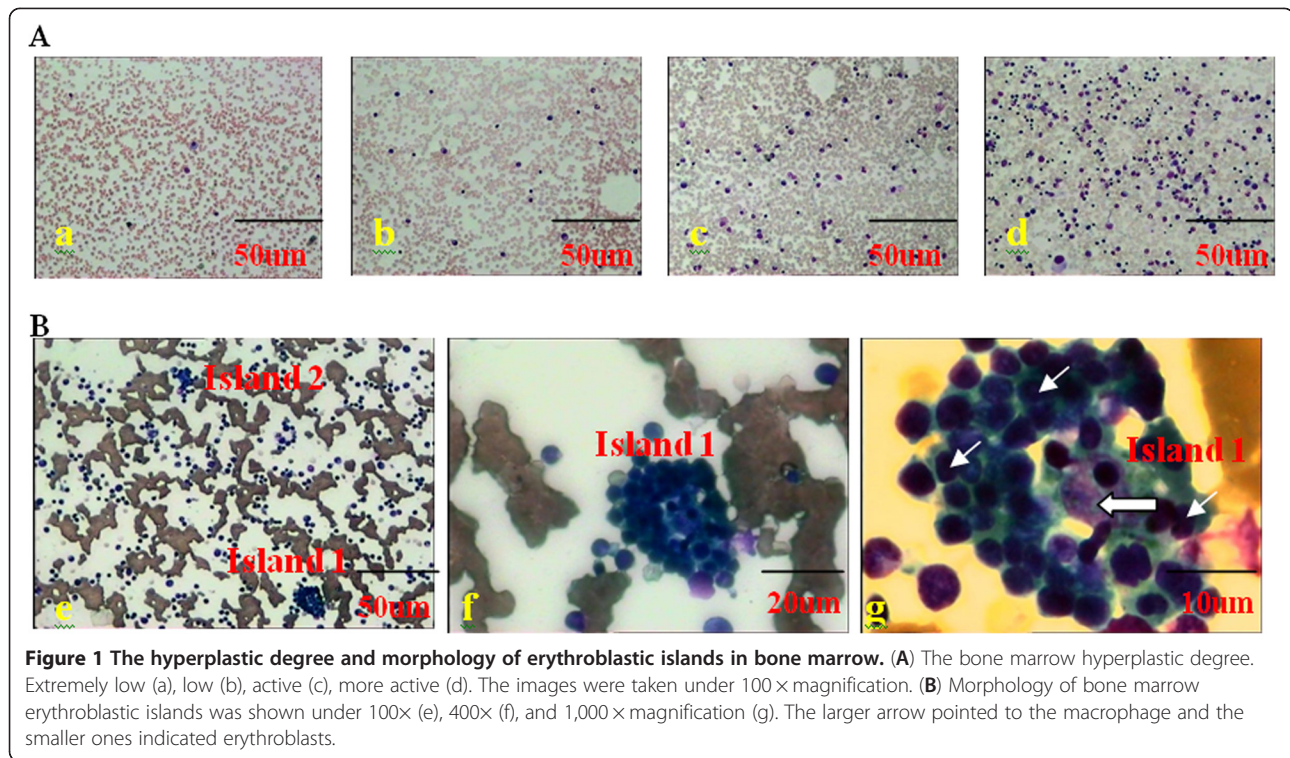 A
a
50um
b
50um
c
50um
d
50um
B
Island 2
Island 1
e
50um
Island 1
f
20um
Island 1
g
10um
Figure 1 The hyperplastic degree and morphology of erythroblastic islands in bone marrow. (A) The bone marrow hyperplastic degree.
Extremely low (a), low (b), active (c), more active (d). The images were taken under 100 × magnification. (B) Morphology of bone marrow
erythroblastic islands was shown under 100× (e), 400× (f), and 1,000 × magnification (g). The larger arrow pointed to the macrophage and the
smaller ones indicated erythroblasts.